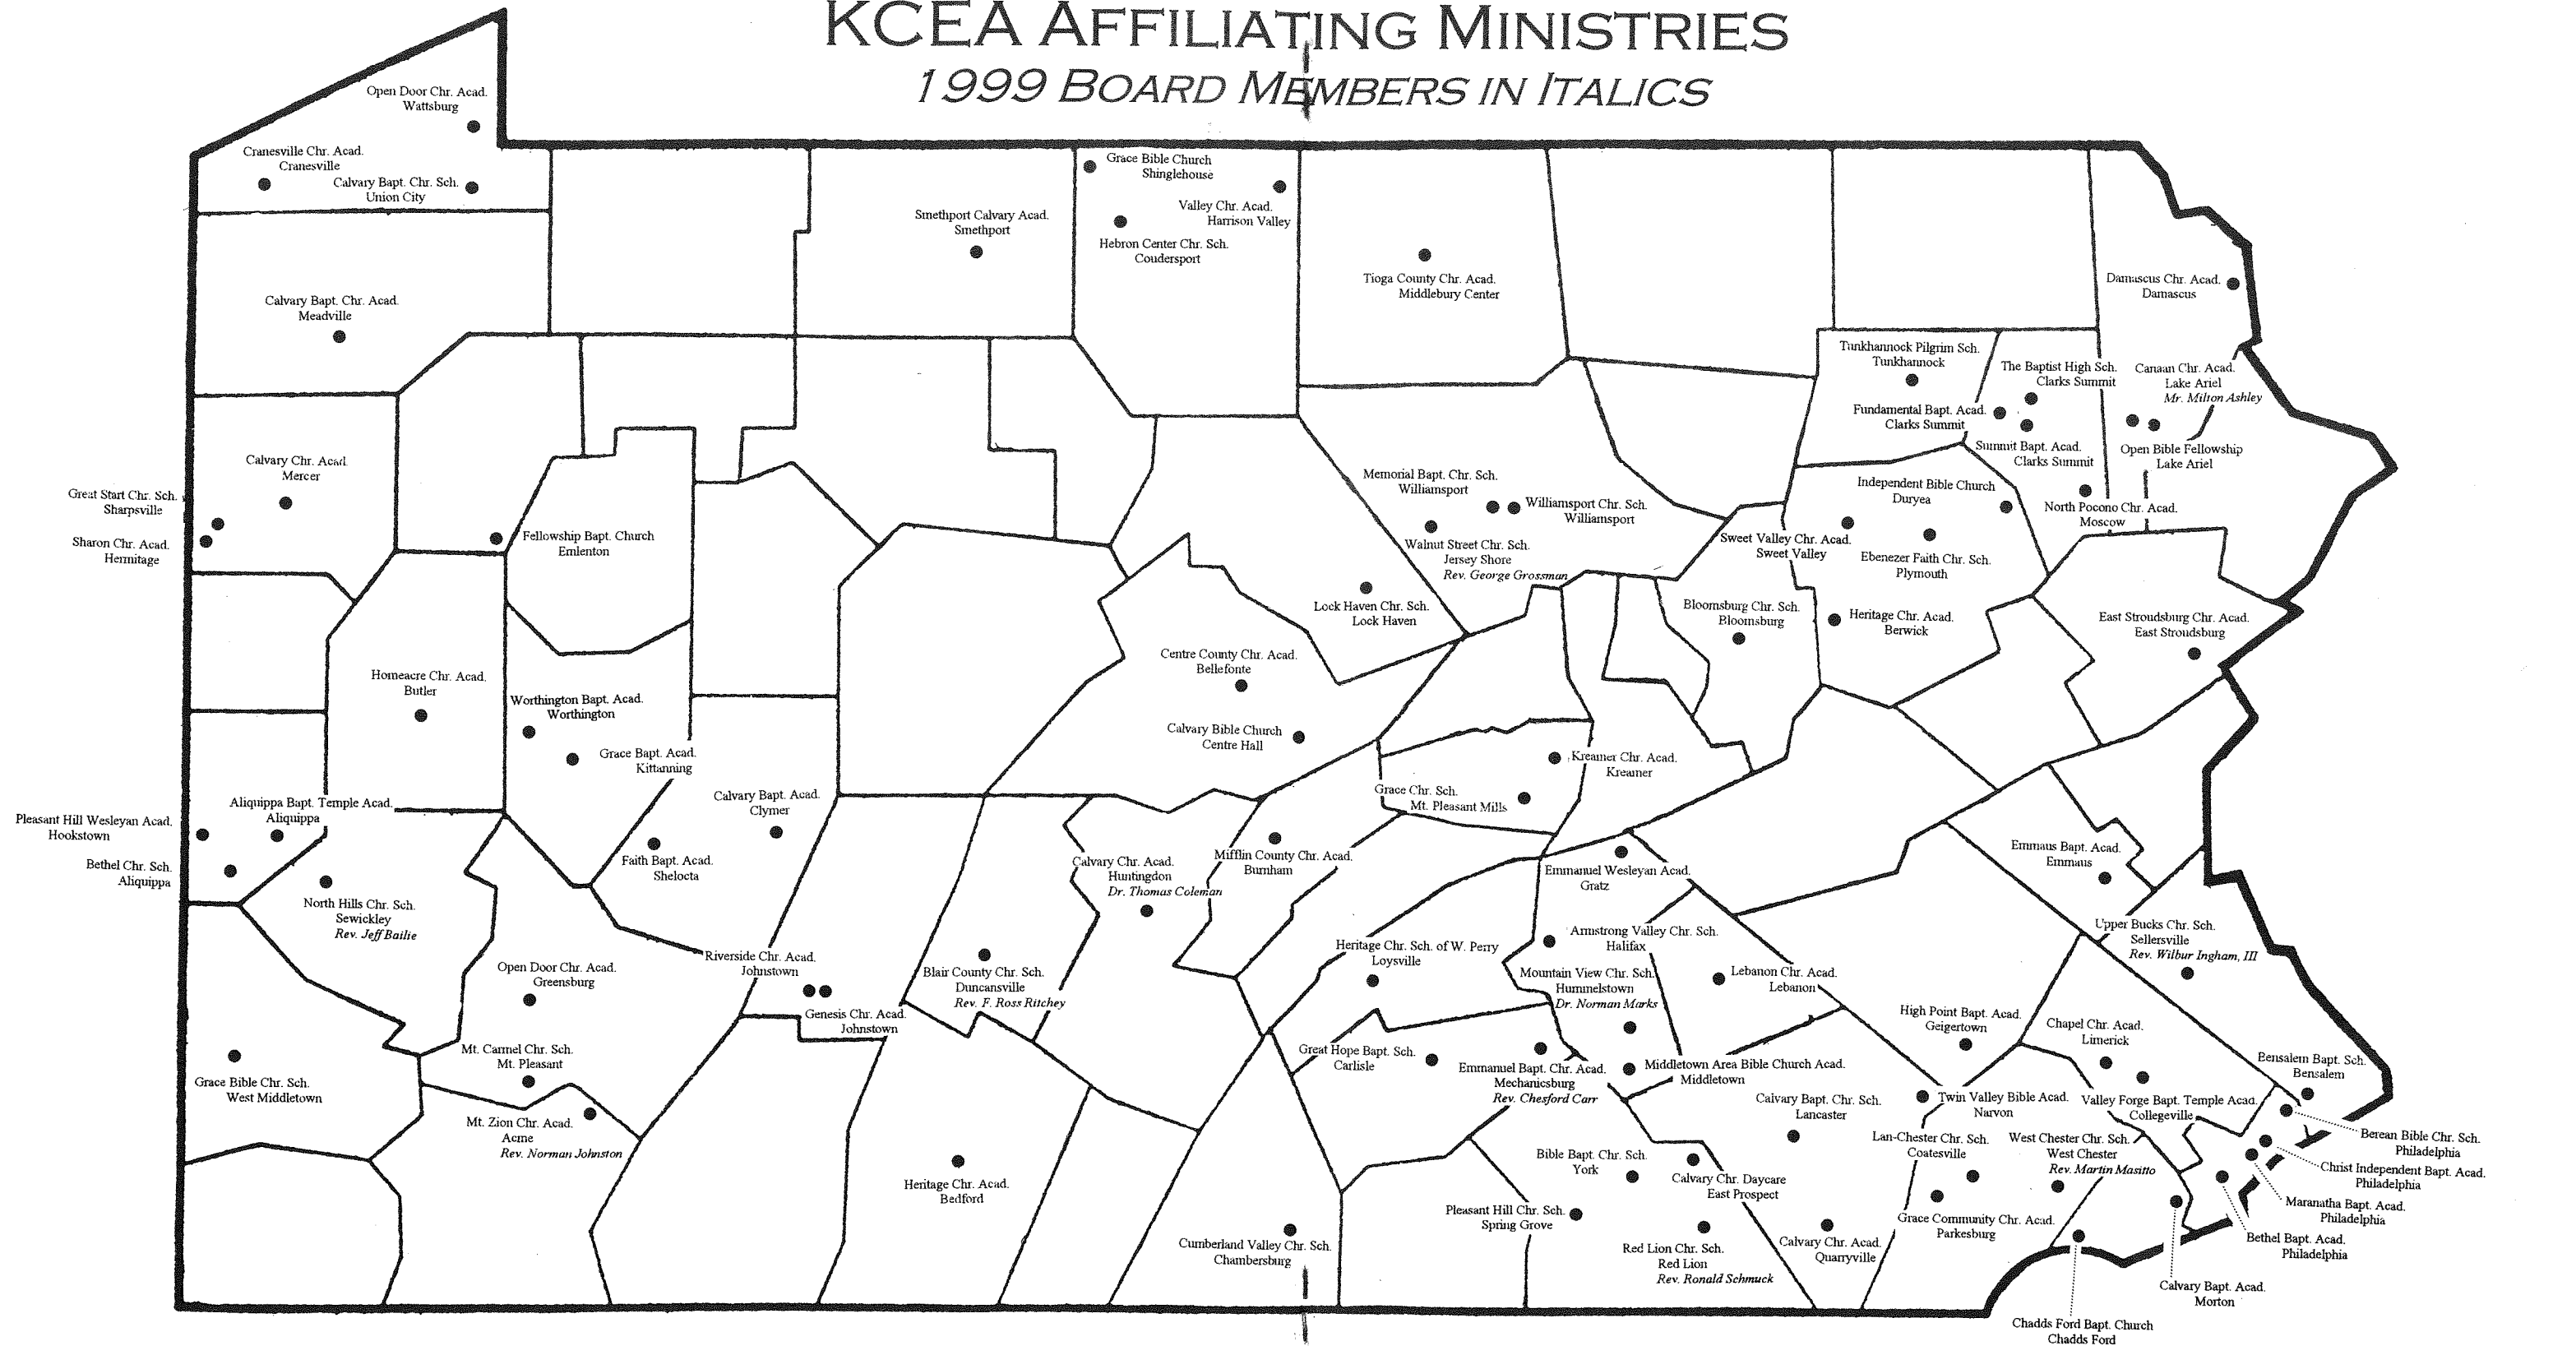 KCEA AFFILIATING MINISTRIES
1999 BOARD MEMBERS IN ITALICS
Open Door Chr. Acad.
Wattsburg
Cranesville Chr. Acad.
Cranesville
Calvary Bapt. Chr. Sch.
Union City
Grace Bible Church
Shinglehouse
Valley Chr. Acad.
Harrison Valley
Smethport Calvary Acad.
Smethport
Hebron Center Chr. Sch.
Coudersport
Tioga County Chr. Acad.
Middlebury Center
Damascus Chr. Acad.
Damascus
Calvary Bapt. Chr. Acad.
Meadville
Tunkhannock Pilgrim Sch.
Tunkhannock
The Baptist High Sch.
Clarks Summit
Canaan Chr. Acad.
Lake Ariel
Mr. Milton Ashley
Fundamental Bapt. Acad.
Clarks Summit
Summit Bapt. Acad.
Clarks Summit
Open Bible Fellowship
Lake Ariel
Calvary Chr. Acad.
Mercer
Great Start Chr. Sch.
Sharpsville
Sharon Chr. Acad.
Hermitage
Fellowship Bapt. Church
Emlenton
Memorial Bapt. Chr. Sch.
Williamsport
Williamsport Chr. Sch.
Williamsport
Walnut Street Chr. Sch.
Jersey Shore
Rev. George Grossman
Independent Bible Church
Duryea
North Pocono Chr. Acad.
Moscow
Sweet Valley Chr. Acad.
Sweet Valley
Ebenezer Faith Chr. Sch.
Plymouth
Lock Haven Chr. Sch.
Lock Haven
Bloomsburg Chr. Sch.
Bloomsburg
Heritage Chr. Acad.
Berwick
East Stroudsburg Chr. Acad.
East Stroudsburg
Centre County Chr. Acad.
Bellefonte
Homeacre Chr. Acad.
Butler
Worthington Bapt. Acad.
Worthington
Calvary Bible Church
Centre Hall
Grace Bapt. Acad.
Kittanning
Kreamer Chr. Acad.
Kreamer
Grace Chr. Sch.
Mt. Pleasant Mills
Calvary Bapt. Acad.
Clymer
Aliquippa Bapt. Temple Acad.
Aliquippa
Pleasant Hill Wesleyan Acad.
Hookstown
Bethel Chr. Sch.
Aliquippa
Faith Bapt. Acad.
Shelocta
Calvary Chr. Acad.
Huntingdon
Dr. Thomas Coleman
Mifflin County Chr. Acad.
Burnham
Emmanuel Wesleyan Acad.
Gratz
Emmaus Bapt. Acad.
Emmaus
North Hills Chr. Sch.
Sewickley
Rev. Jeff Bailie
Upper Bucks Chr. Sch.
Sellersville
Rev. Wilbur Ingham, III
Armstrong Valley Chr. Sch.
Halifax
Heritage Chr. Sch. of W. Perry
Loysville
Riverside Chr. Acad.
Johnstown
Open Door Chr. Acad.
Greensburg
Blair County Chr. Sch.
Duncansville
Rev. F. Ross Ritchey
Mountain View Chr. Sch.
Hummelstown
Dr. Norman Marks
Lebanon Chr. Acad.
Lebanon
Genesis Chr. Acad.
Johnstown
High Point Bapt. Acad.
Geigertown
Chapel Chr. Acad.
Limerick
Mt. Carmel Chr. Sch.
Mt. Pleasant
Great Hope Bapt. Sch.
Carlisle
Emmanuel Bapt. Chr. Acad.
Mechanicsburg
Rev. Chesford Carr
Middletown Area Bible Church Acad.
Middletown
Bensalem Bapt. Sch.
Bensalem
Grace Bible Chr. Sch.
West Middletown
Calvary Bapt. Chr. Sch.
Lancaster
Twin Valley Bible Acad.
Narvon
Valley Forge Bapt. Temple Acad.
Collegeville
Mt. Zion Chr. Acad.
Acme
Rev. Norman Johnston
Lan-Chester Chr. Sch.
Coatesville
West Chester Chr. Sch.
West Chester
Rev. Martin Masitto
Berean Bible Chr. Sch.
Philadelphia
Bible Bapt. Chr. Sch.
York
Christ Independent Bapt. Acad.
Philadelphia
Heritage Chr. Acad.
Bedford
Calvary Chr. Daycare
East Prospect
Maranatha Bapt. Acad.
Philadelphia
Pleasant Hill Chr. Sch.
Spring Grove
Grace Community Chr. Acad.
Parkesburg
Cumberland Valley Chr. Sch.
Chambersburg
Red Lion Chr. Sch.
Red Lion
Rev. Ronald Schmuck
Calvary Chr. Acad.
Quarryville
Bethel Bapt. Acad.
Philadelphia
Calvary Bapt. Acad.
Morton
Chadds Ford Bapt. Church
Chadds Ford